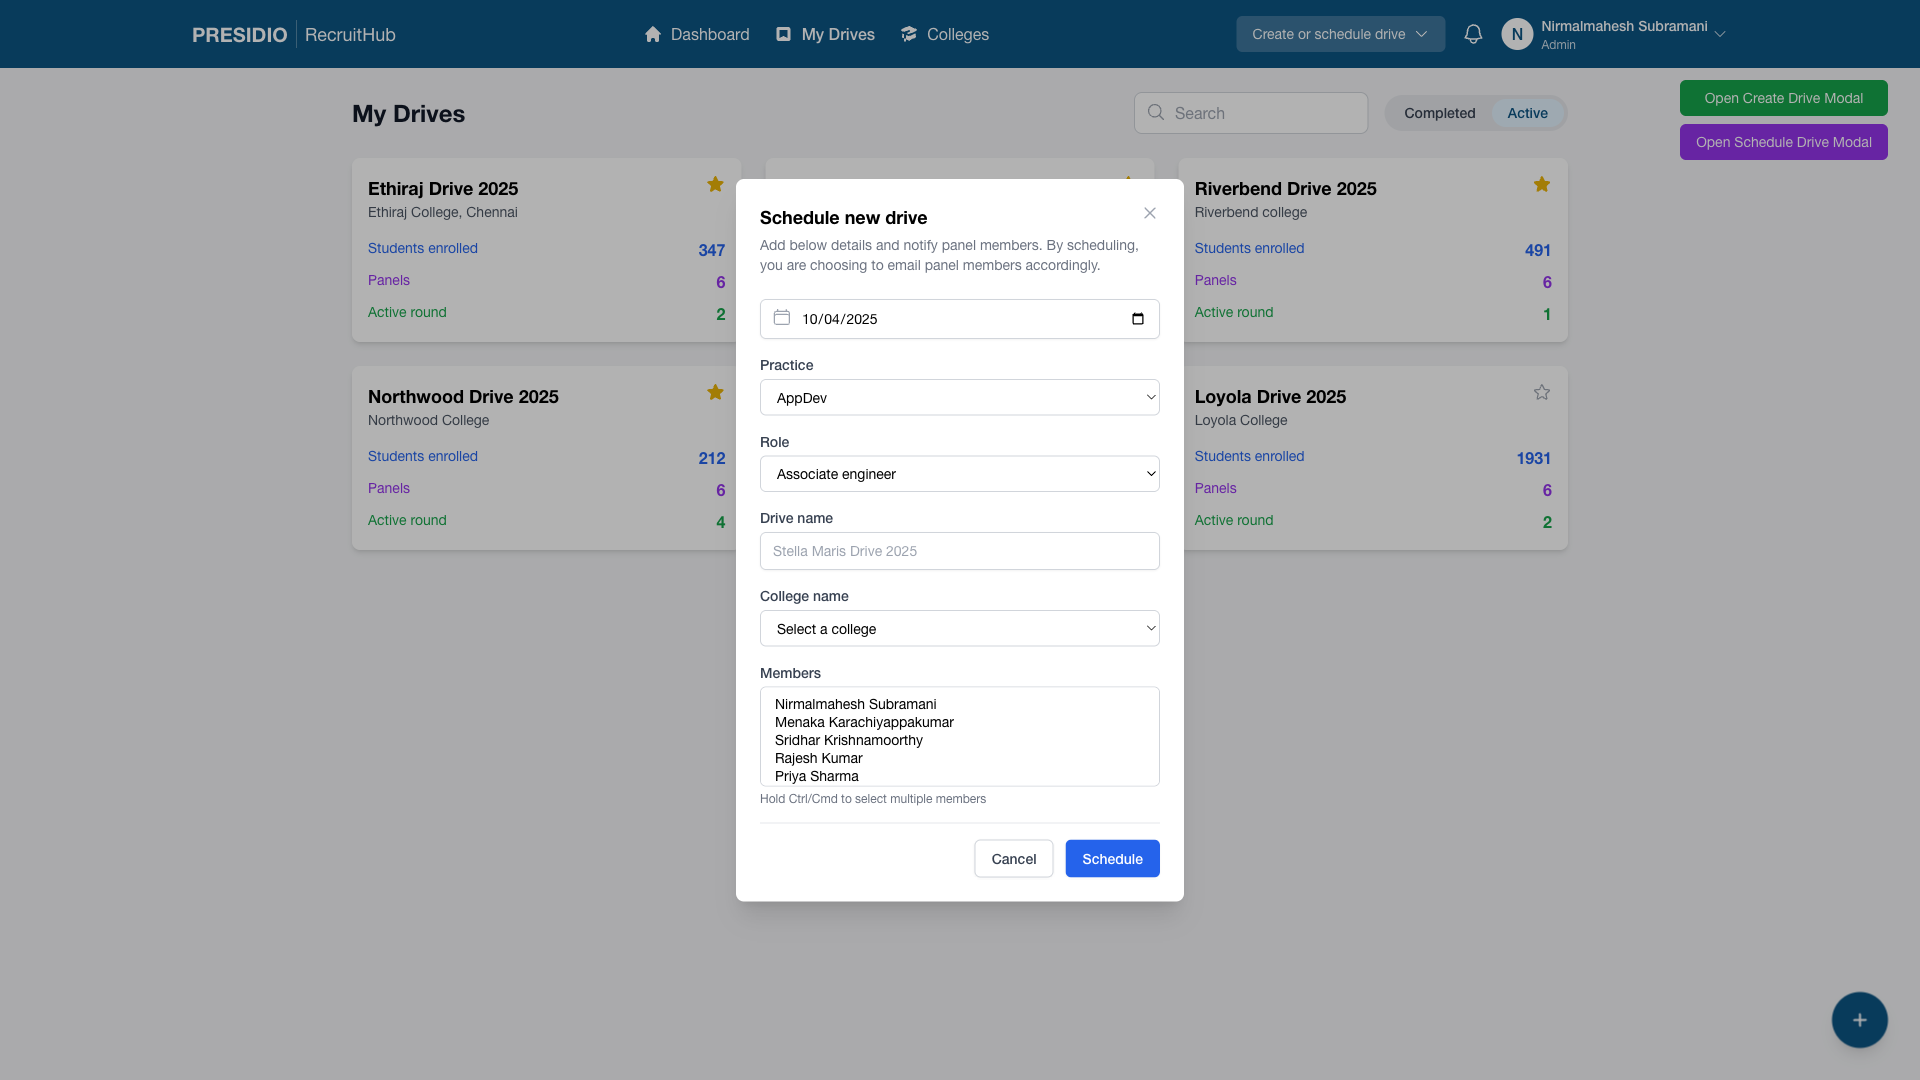 PRESIDIO
RecruitHub
Dashboard
My Drives
Colleges
Create or schedule drive
N
Nirmalmahesh Subramani
Admin
My Drives
Search
Completed
Active
Open Create Drive Modal
Open Schedule Drive Modal
Ethiraj Drive 2025
Ethiraj College, Chennai
Students enrolled
347
Panels
6
Active round
2
Riverbend Drive 2025
Riverbend college
Students enrolled
491
Panels
6
Active round
1
Northwood Drive 2025
Northwood College
Students enrolled
212
Panels
6
Active round
4
Loyola Drive 2025
Loyola College
Students enrolled
1931
Panels
6
Active round
2
Schedule new drive
Add below details and notify panel members. By scheduling,
you are choosing to email panel members accordingly.
10/04/2025
Practice
AppDev
Role
Associate engineer
Drive name
Stella Maris Drive 2025
College name
Select a college
Members
Nirmalmahesh Subramani
Menaka Karachiyappakumar
Sridhar Krishnamoorthy
Rajesh Kumar
Priya Sharma
Hold Ctrl/Cmd to select multiple members
Cancel
Schedule
+